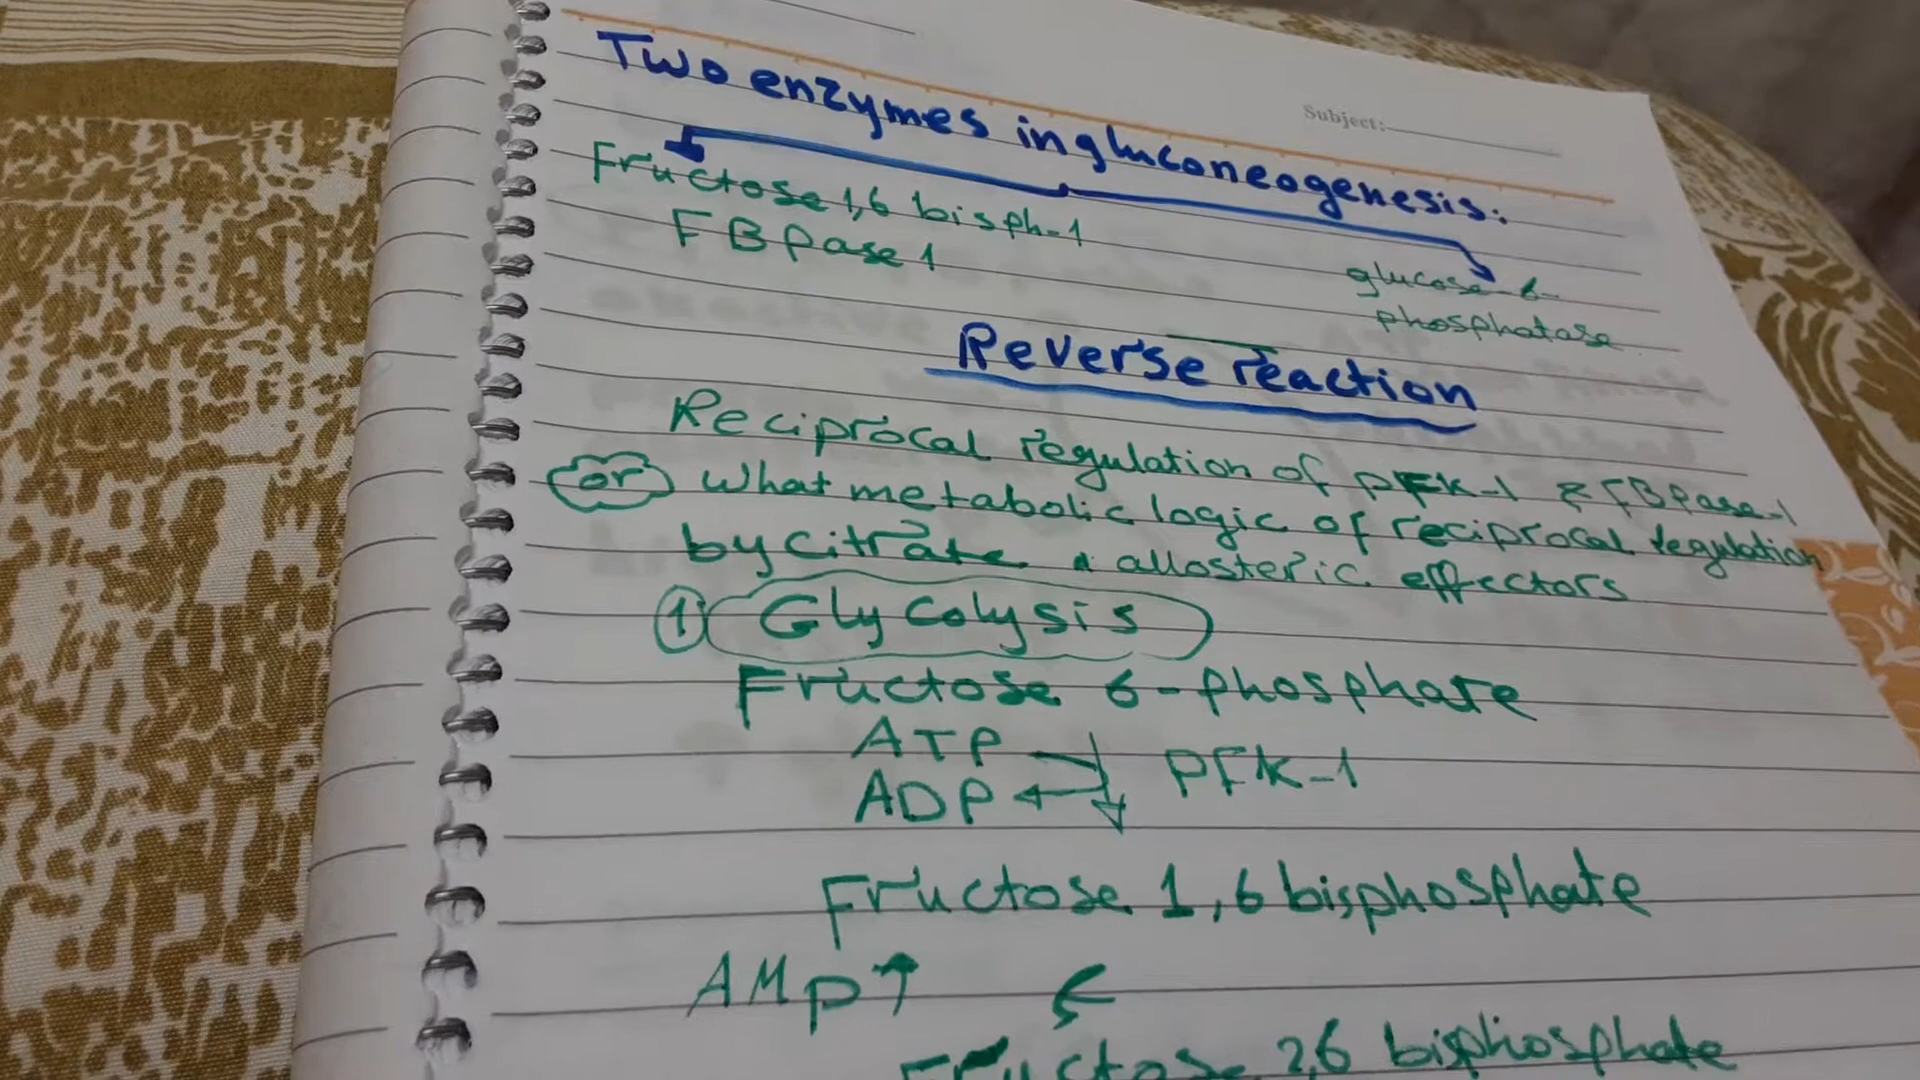 Subject:
Two enzymes in gluconeogenesis:
Fructose 1,6 bisph-1
FBPase 1
glucose-6-
phosphatase
Reverse reaction
Reciprocal regulation of PFK-1 & FBPase-1
or What metabolic logic of reciprocal regulation
by citrate & allosteric effectors
1 Glycolysis
Fructose 6-phosphate
ATP
ADP
PFK-1
Fructose 1,6 bisphosphate
AMP↑
Fructose 2,6 bisphosphate